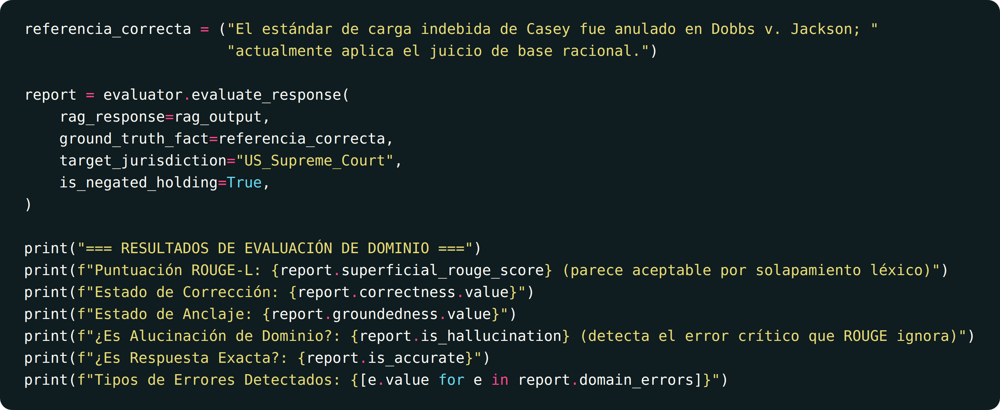 referencia_correcta = ("El estándar de carga indebida de Casey fue anulado en Dobbs v. Jackson; "
                       "actualmente aplica el juicio de base racional.")

report = evaluator.evaluate_response(
    rag_response=rag_output,
    ground_truth_fact=referencia_correcta,
    target_jurisdiction="US_Supreme_Court",
    is_negated_holding=True,
)

print("=== RESULTADOS DE EVALUACIÓN DE DOMINIO ===")
print(f"Puntuación ROUGE-L: {report.superficial_rouge_score} (parece aceptable por solapamiento léxico)")
print(f"Estado de Corrección: {report.correctness.value}")
print(f"Estado de Anclaje: {report.groundedness.value}")
print(f"¿Es Alucinación de Dominio?: {report.is_hallucination} (detecta el error crítico que ROUGE ignora)")
print(f"¿Es Respuesta Exacta?: {report.is_accurate}")
print(f"Tipos de Errores Detectados: {[e.value for e in report.domain_errors]}")